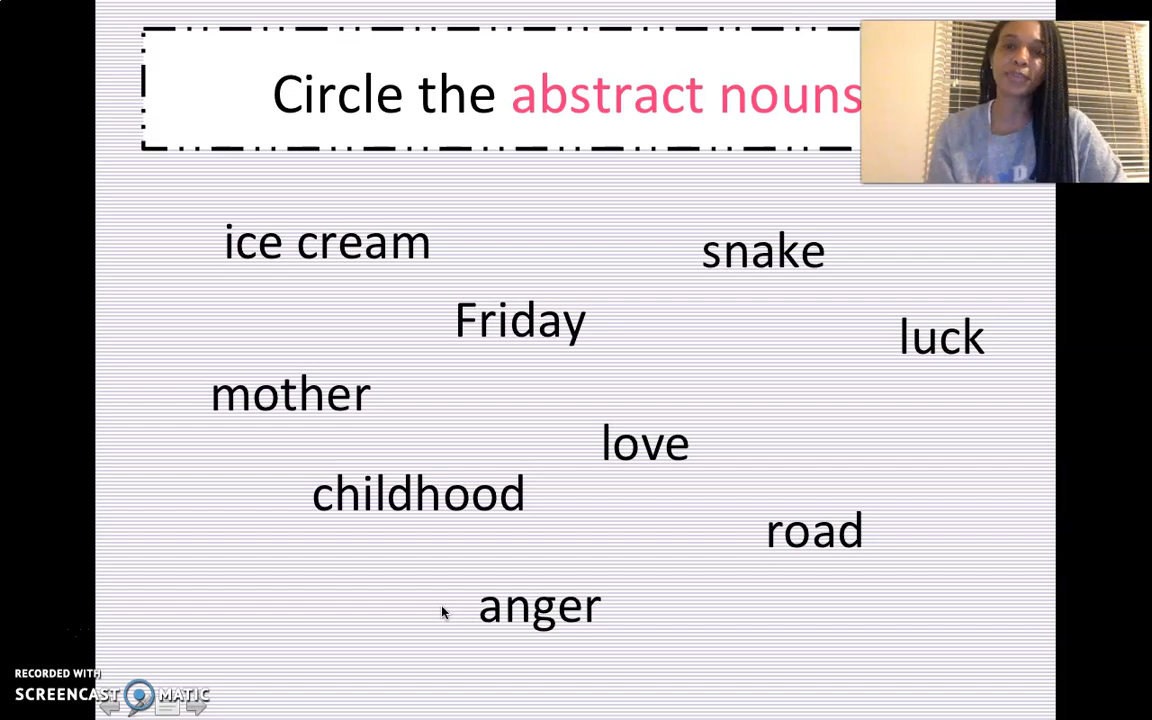 Circle the abstract nouns
ice cream
snake
Friday
luck
mother
love
childhood
road
anger
RECORDED WITH
SCREENCAST MATIC